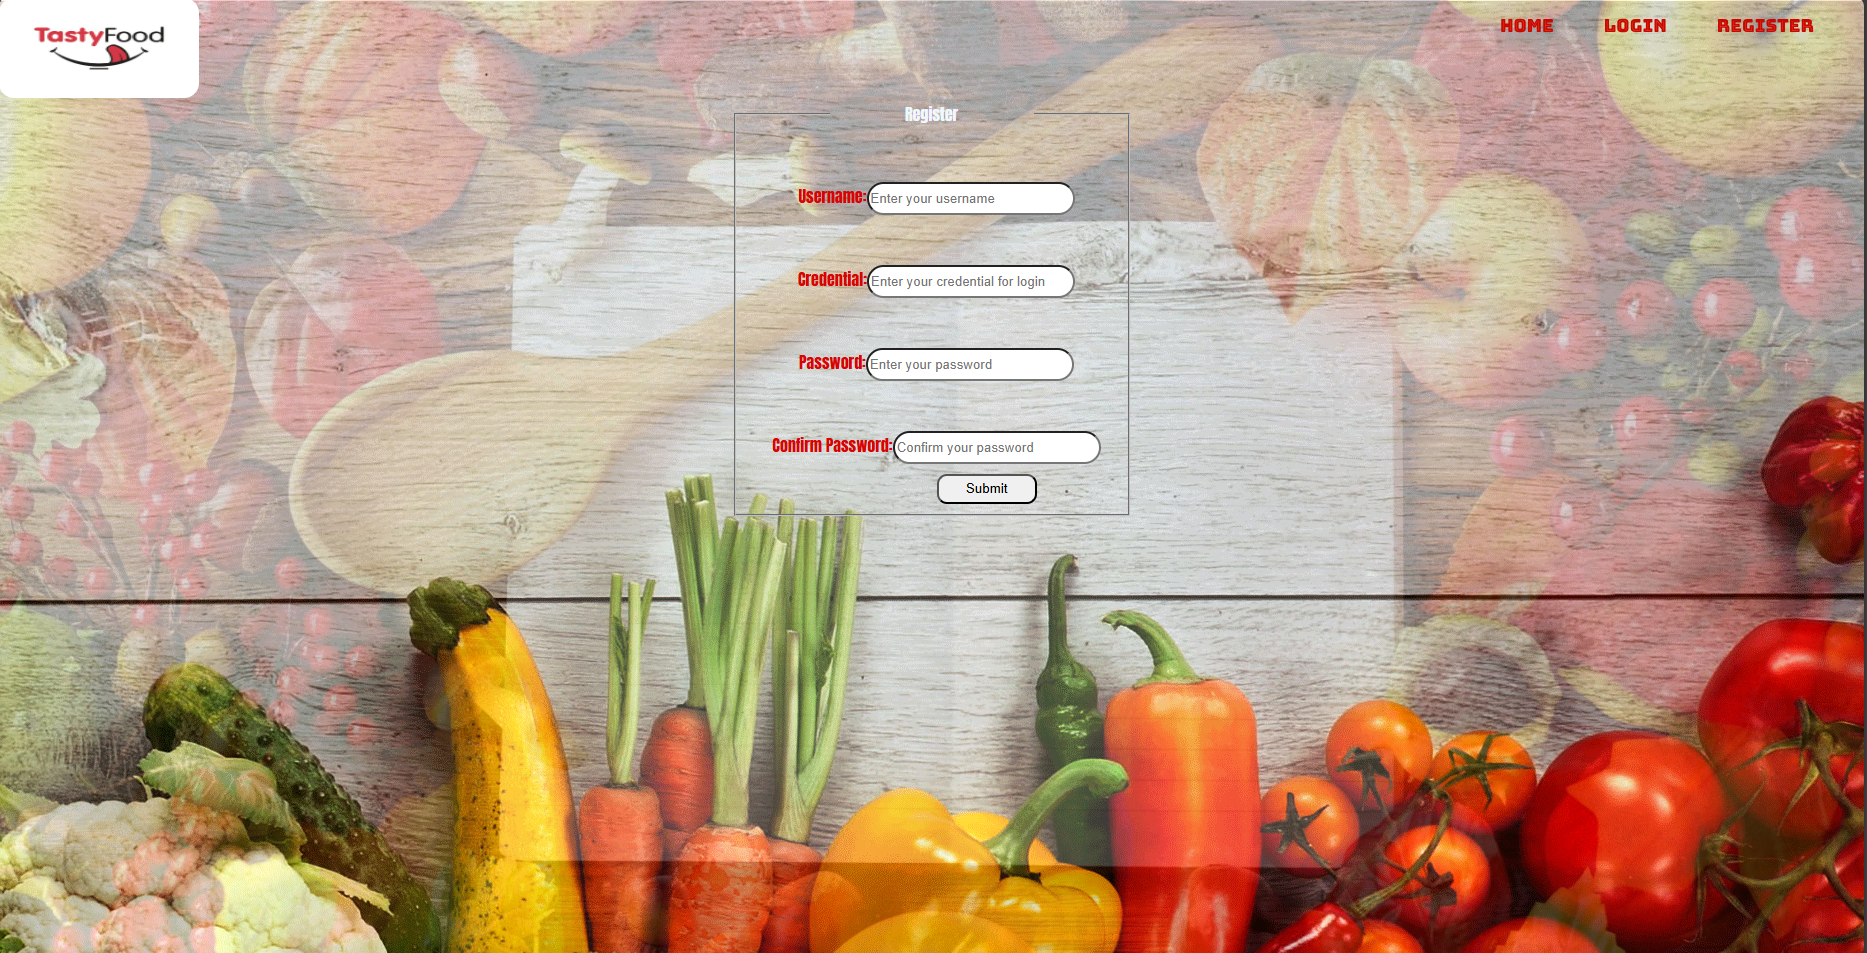 TastyFood
HOME LOGIN REGISTER
Register
Username: Enter your username
Credential: Enter your credential for login
Password: Enter your password
Confirm Password: Confirm your password
Submit